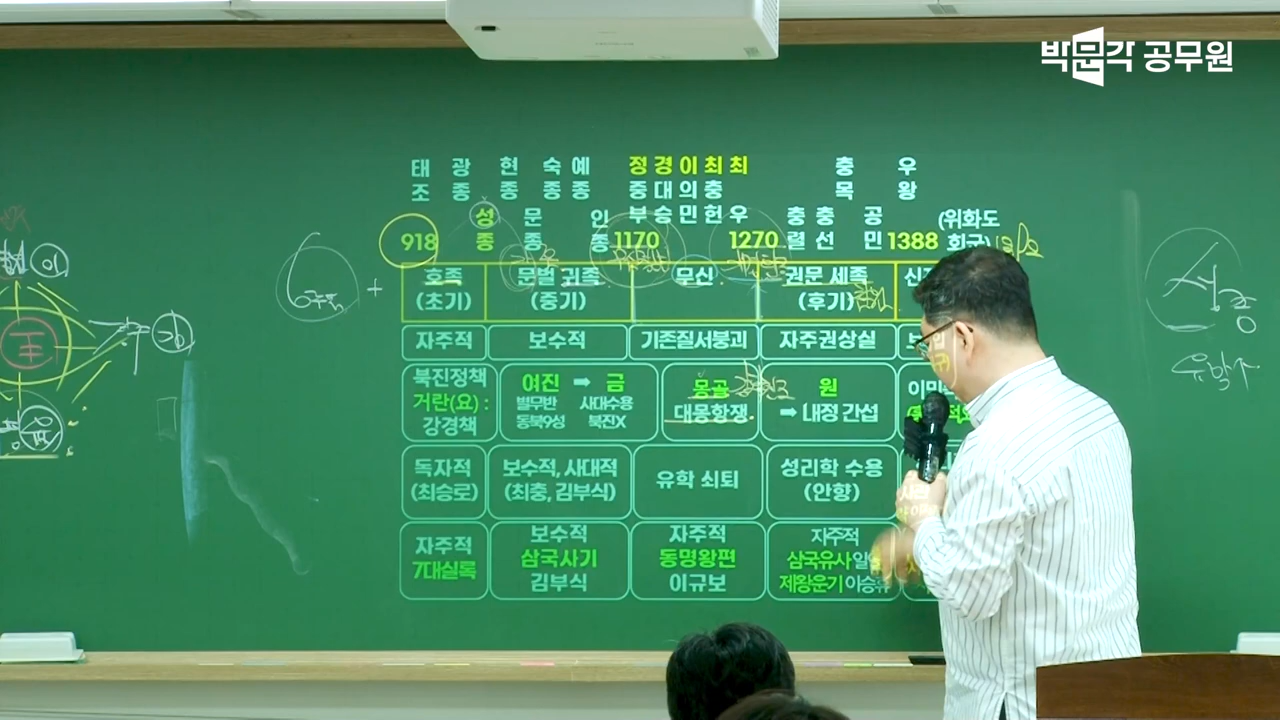 박문각 공무원
태 광 현 숙 예 정 경 이 최 최 충 우
조 종 종 종 종 중 대 의 충 목 왕
성 문 인 부 승 민 헌 우 충 충 공 (위화도
918 종 종 종 1170 1270 렬 선 민 1388 회군)
호족 문벌 귀족 무신 권문 세족 신
(초기) (중기) (후기)
자주적 보수적 기존질서붕괴 자주권상실
북진정책 여진 ➡ 금 몽골 원
거란(요) : 별무반 사대수용 대몽항쟁 ➡ 내정 간섭
강경책 동북9성 북진X
독자적 보수적, 사대적 유학 쇠퇴 성리학 수용
(최승로) (최충, 김부식) (안향)
자주적 보수적 자주적 자주적
7대실록 삼국사기 동명왕편 삼국유사
김부식 이규보 제왕운기 이승휴
王
성종